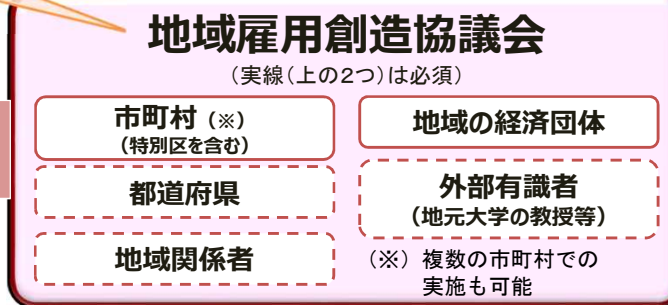 地域雇用創造協議会
（実線（上の2つ）は必須）
市町村（※）
（特別区を含む）
地域の経済団体
都道府県
外部有識者
（地元大学の教授等）
地域関係者
（※）複数の市町村での
実施も可能